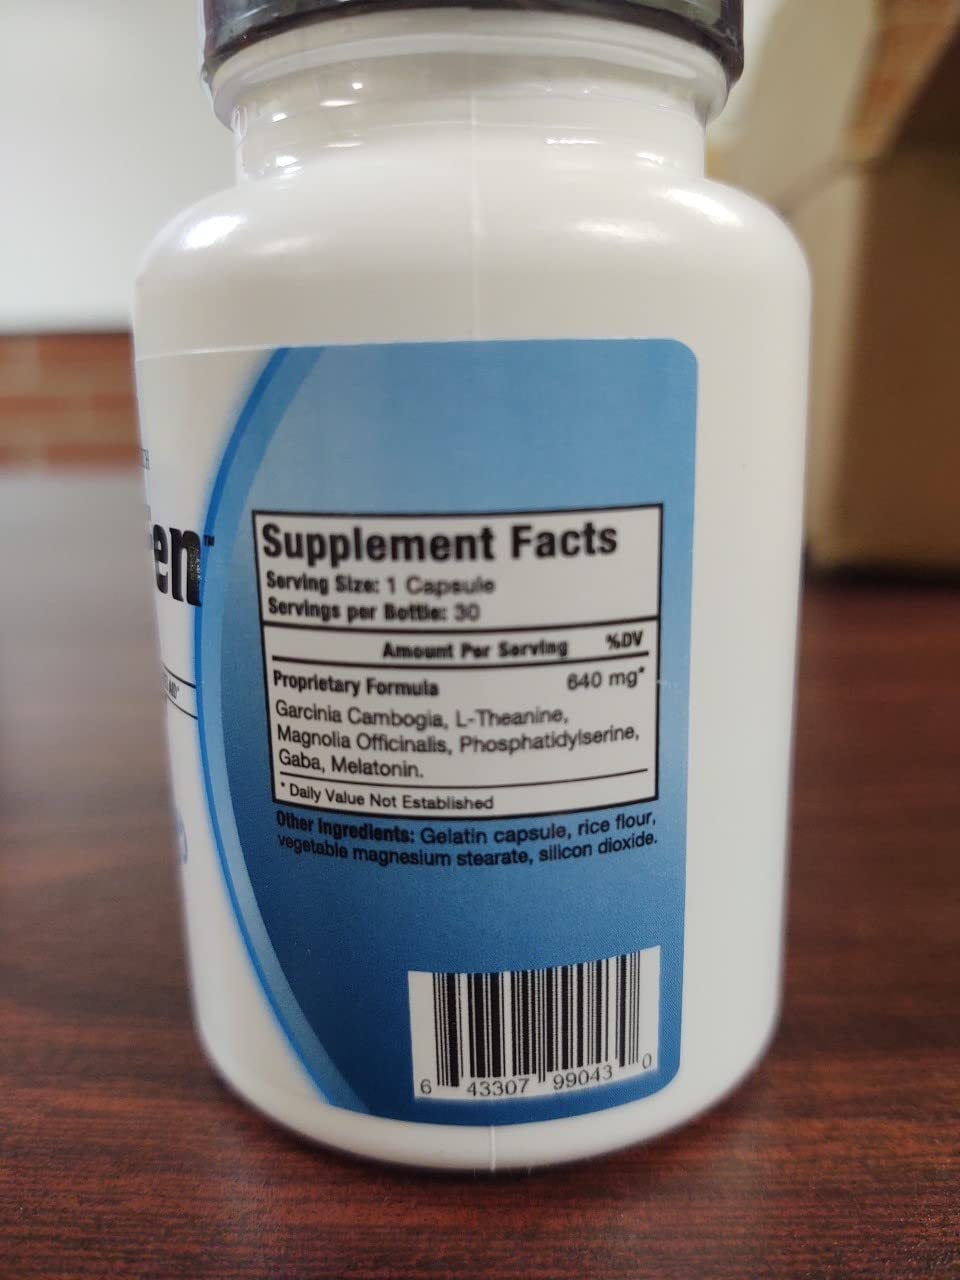 en™
AID*
Supplement Facts
Serving Size: 1 Capsule
Servings per Bottle: 30
Amount Per Serving %DV
Proprietary Formula 640 mg*
Garcinia Cambogia, L-Theanine,
Magnolia Officinalis, Phosphatidylserine,
Gaba, Melatonin.
* Daily Value Not Established
Other Ingredients: Gelatin capsule, rice flour,
vegetable magnesium stearate, silicon dioxide.
6 43307 99043 0